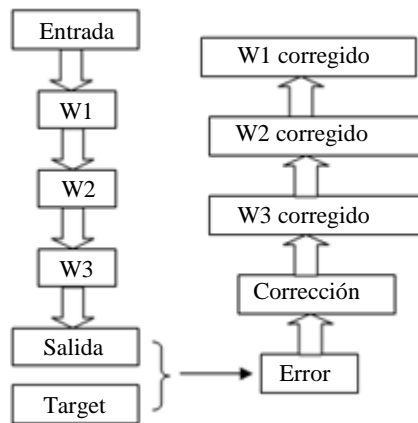 Entrada
W1
W2
W3
Salida
Target
W1 corregido
W2 corregido
W3 corregido
Corrección
Error